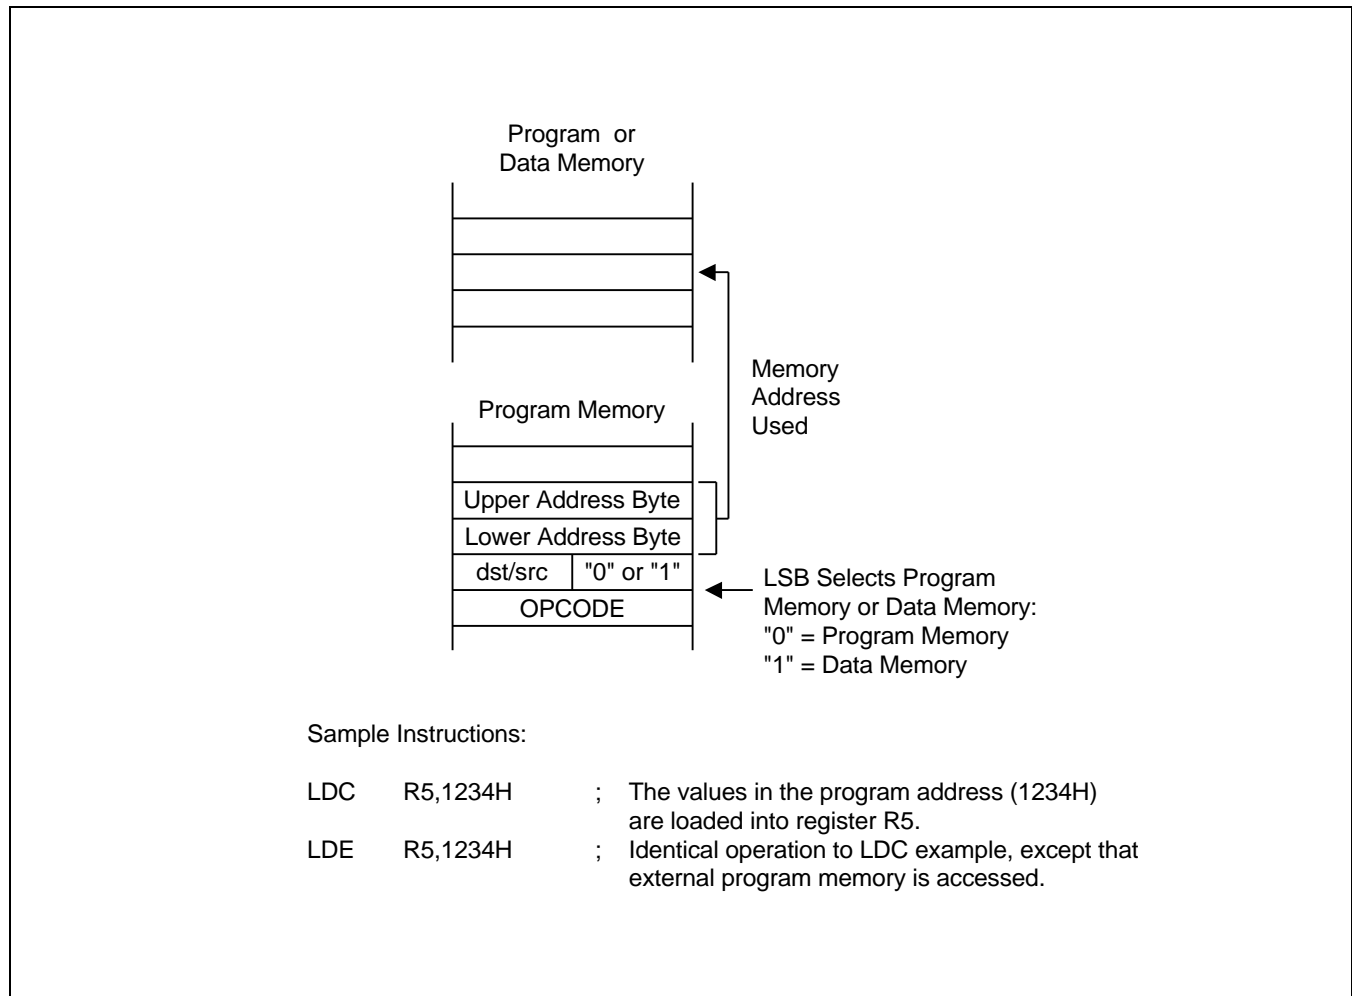 Program or
Data Memory
Memory
Address
Used
Program Memory
Upper Address Byte
Lower Address Byte
dst/src "0" or "1"
OPCODE
LSB Selects Program
Memory or Data Memory:
"0" = Program Memory
"1" = Data Memory
Sample Instructions:
LDC R5,1234H ; The values in the program address (1234H)
are loaded into register R5.
LDE R5,1234H ; Identical operation to LDC example, except that
external program memory is accessed.